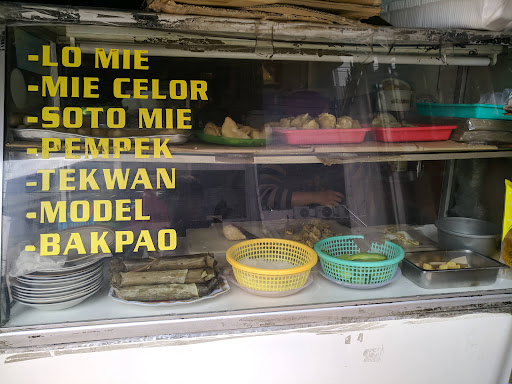 -LO MIE
-MIE CELOR
-SOTO MIE
-PEMPEK
-TEKWAN
-MODEL
-BAKPAO